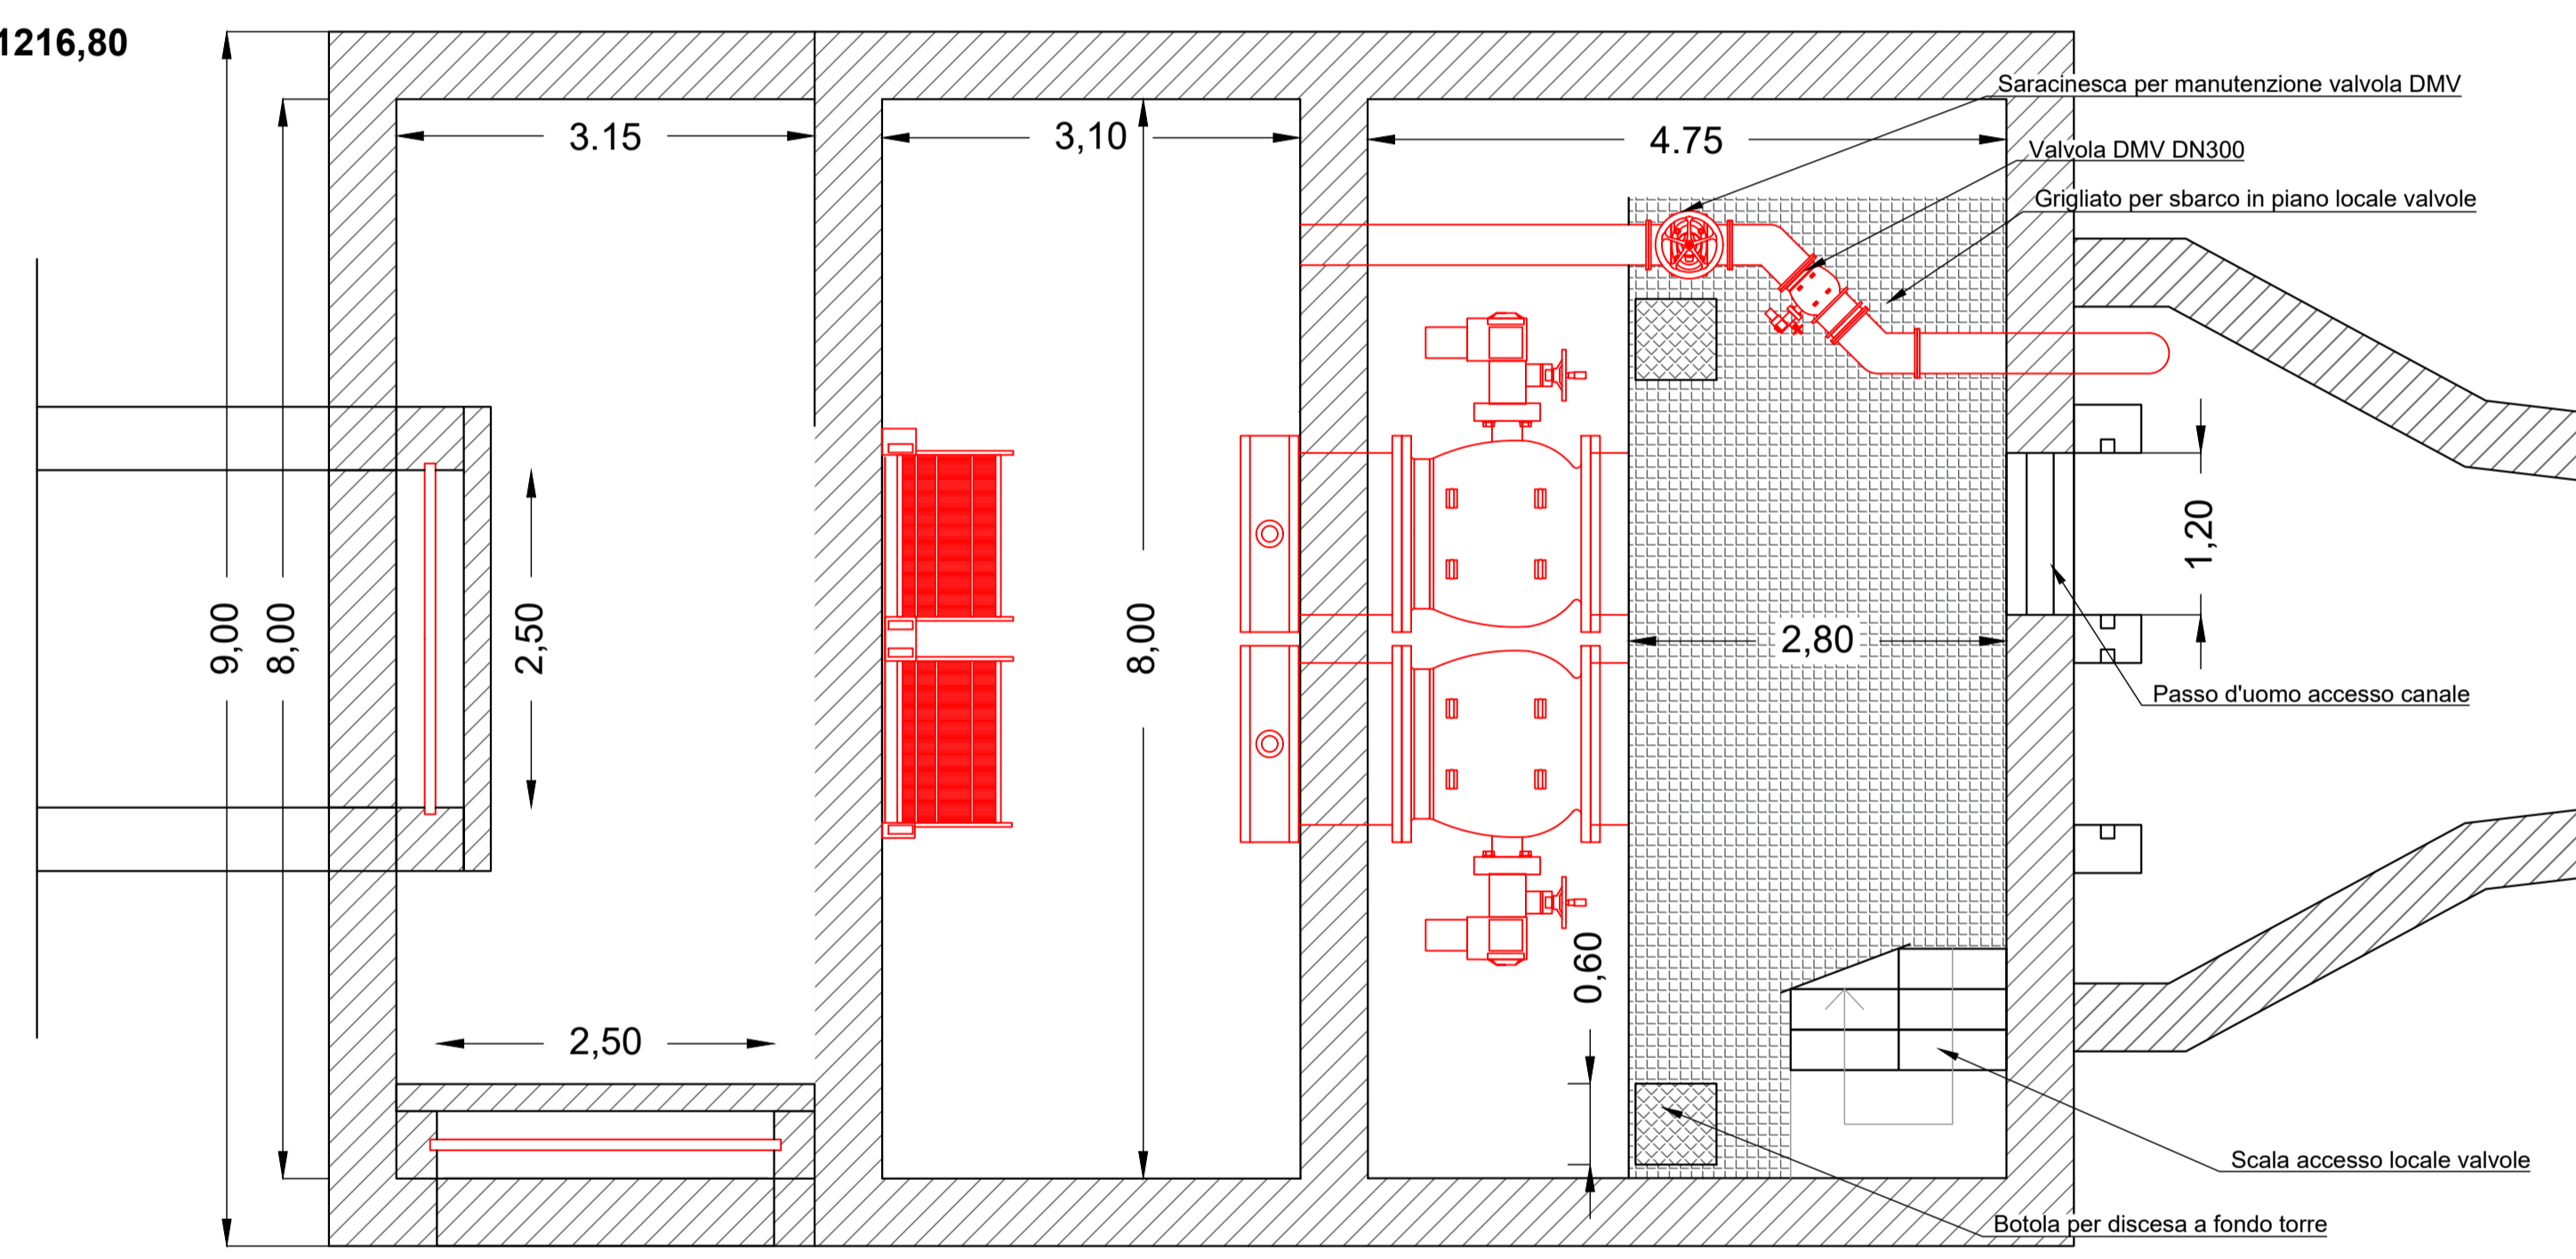 1216,80
Saracinesca per manutenzione valvola DMV
3.15
3,10
4.75
Valvola DMV DN300
Grigliato per sbarco in piano locale valvole
1,20
9,00
8,00
2,50
8,00
2,80
Passo d'uomo accesso canale
0,60
2,50
Scala accesso locale valvole
Botola per discesa a fondo torre